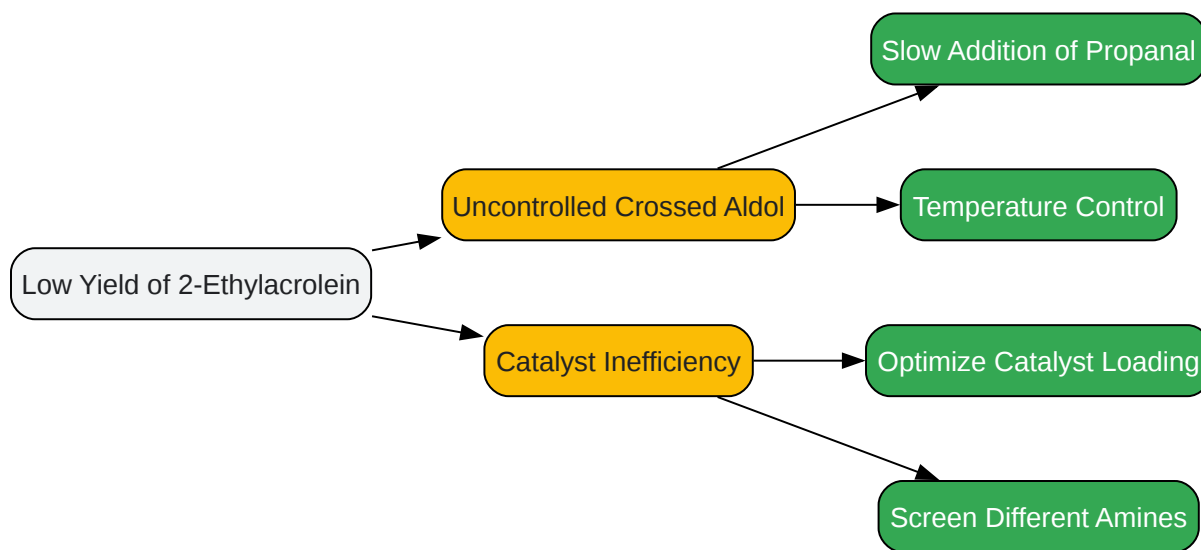 Slow Addition of Propanal
Uncontrolled Crossed Aldol
Temperature Control
Low Yield of 2-Ethylacrolein
Catalyst Inefficiency
Optimize Catalyst Loading
Screen Different Amines